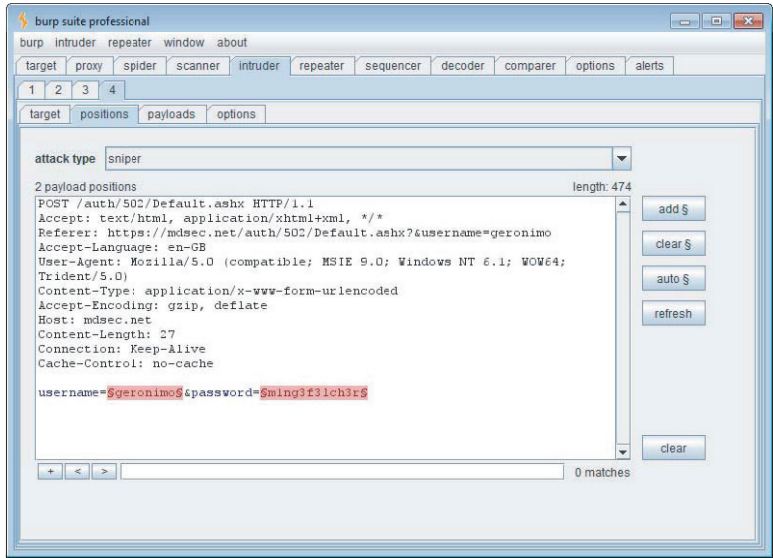 burp suite professional
burp intruder repeater window about
target proxy spider scanner intruder repeater sequencer decoder comparer options alerts
1 2 3 4
target positions payloads options
attack type sniper
2 payload positions length: 474
POST /auth/502/Default.ashx HTTP/1.1
Accept: text/html, application/xhtml+xml, */*
Referer: https://mdsec.net/auth/502/Default.ashx?&username=geronimo
Accept-Language: en-GB
User-Agent: Mozilla/5.0 (compatible; MSIE 9.0; Windows NT 6.1; WOW64;
Trident/5.0)
Content-Type: application/x-www-form-urlencoded
Accept-Encoding: gzip, deflate
Host: mdsec.net
Content-Length: 27
Connection: Keep-Alive
Cache-Control: no-cache
username=§geronimo§&password=§m1ng3f3lch3r§
add §
clear §
auto §
refresh
clear
+ < > 0 matches